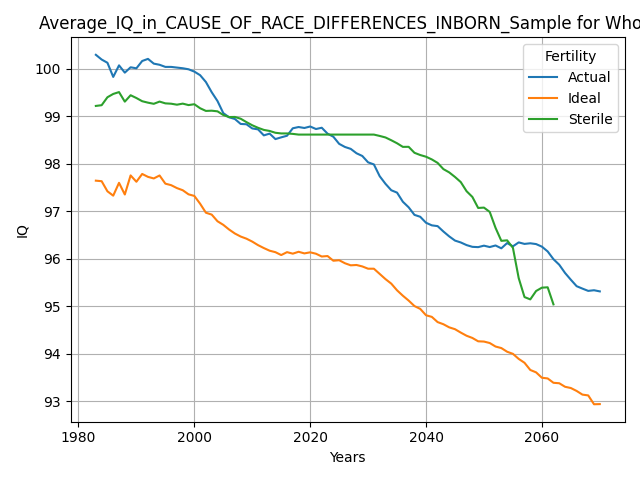 Average_IQ_in_CAUSE_OF_RACE_DIFFERENCES_INBORN_Sample for Who
Fertility
Actual
Ideal
Sterile
IQ
100
99
98
97
96
95
94
93
1980 2000 2020 2040 2060
Years